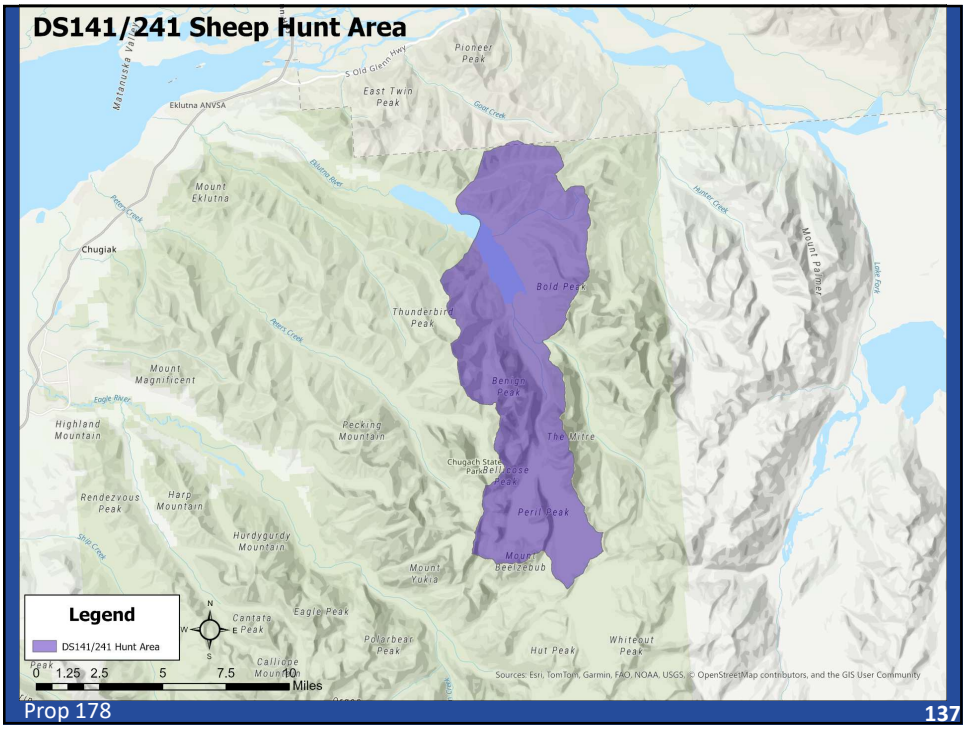 DS141/241 Sheep Hunt Area
Matanuska Valley
S Old Glenn Hwy
Pioneer
Peak
East Twin
Peak
Goat Creek
Eklutna ANVSA
Eklutna River
Mount
Eklutna
Peters Creek
Hunter Creek
Chugiak
Mount Palmer
Lake Fork
Bold Peak
Thunderbird
Peak
Peters Creek
Mount
Magnificent
Benign
Peak
Eagle River
Highland
Mountain
Pecking
Mountain
The Mitre
Chugach State
Park
Bellicose
Peak
Rendezvous
Peak
Harp
Mountain
Peril Peak
Ship Creek
Hurdygurdy
Mountain
Mount
Beelzebub
Mount
Yukla
Legend
DS141/241 Hunt Area
N
W
E
S
Cantata
Peak
Eagle Peak
Polarbear
Peak
Hut Peak
Whiteout
Peak
Calliope
Mountain
Peak
0 1.25 2.5 5 7.5 10
Miles
Sources: Esri, TomTom, Garmin, FAO, NOAA, USGS, © OpenStreetMap contributors, and the GIS User Community
Prop 178
137